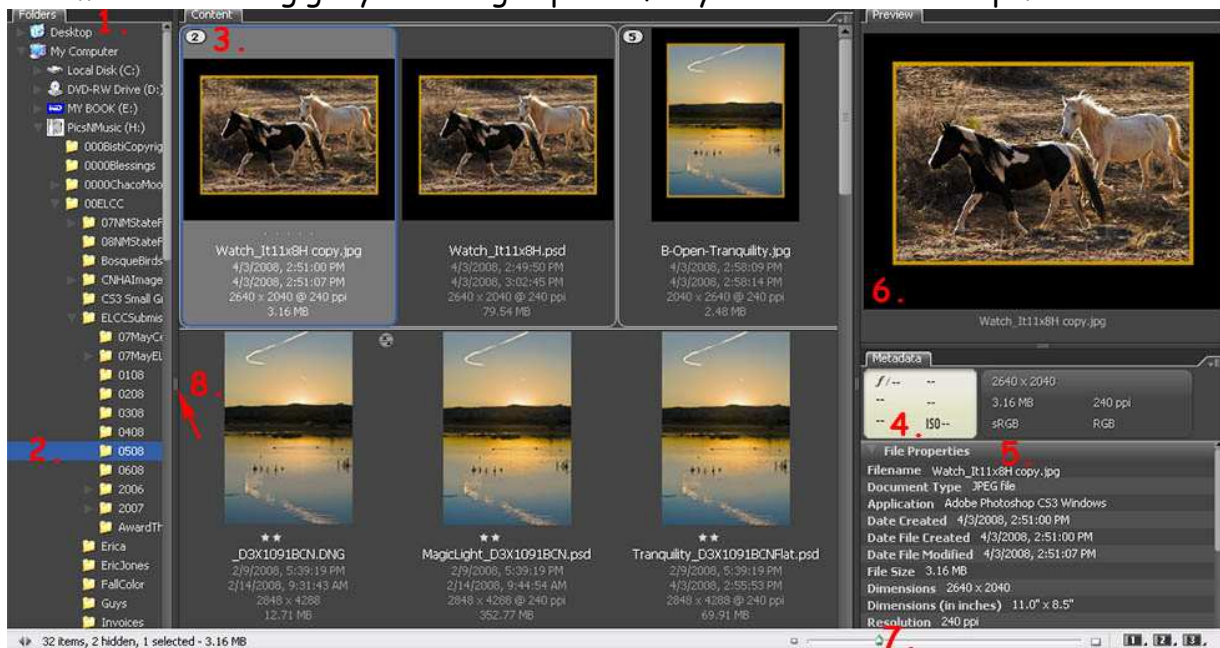 Folders
1.
Desktop
My Computer
Local Disk (C:)
DVD-RW Drive (D:)
MY BOOK (E:)
PicsNMusic (H:)
000BistiCopyrig
0000Blessings
0000ChacoMoo
00ELCC
07NMStateF
08NMStateF
BosqueBirds
CNHAImage
CS3 Small Gr
ELCCSubmis
07MayCe
07MayEL
0108
0208
0308
0408
2.
0508
0608
2006
2007
AwardTh
Erica
EricJones
FallColor
Guys
Invoices
Content
2
3.
Watch_It11x8H copy.jpg
4/3/2008, 2:51:00 PM
4/3/2008, 2:51:07 PM
2640 x 2040 @ 240 ppi
3.16 MB
Watch_It11x8H.psd
4/3/2008, 2:49:50 PM
4/3/2008, 3:02:45 PM
2640 x 2040 @ 240 ppi
79.54 MB
5
B-Open-Tranquility.jpg
4/3/2008, 2:58:09 PM
4/3/2008, 2:58:14 PM
2040 x 2640 @ 240 ppi
2.48 MB
8.
_D3X1091BCN.DNG
2/9/2008, 5:39:19 PM
2/14/2008, 9:31:43 AM
2848 x 4288
12.71 MB
MagicLight_D3X1091BCN.psd
2/9/2008, 5:39:19 PM
2/14/2008, 9:44:54 AM
2848 x 4288 @ 240 ppi
352.77 MB
Tranquility_D3X1091BCNFlat.psd
2/9/2008, 5:39:19 PM
4/3/2008, 2:55:53 PM
2848 x 4288 @ 240 ppi
69.91 MB
Preview
6.
Watch_It11x8H copy.jpg
Metadata
f/-- --
-- --
-- ISO--
4.
2640 x 2040
3.16 MB 240 ppi
sRGB RGB
5.
File Properties
Filename Watch_It11x8H copy.jpg
Document Type JPEG file
Application Adobe Photoshop CS3 Windows
Date Created 4/3/2008, 2:51:00 PM
Date File Created 4/3/2008, 2:51:00 PM
Date File Modified 4/3/2008, 2:51:07 PM
File Size 3.16 MB
Dimensions 2640 x 2040
Dimensions (in inches) 11.0" x 8.5"
Resolution 240 ppi
32 items, 2 hidden, 1 selected - 3.16 MB
7.
1, 2, 3,